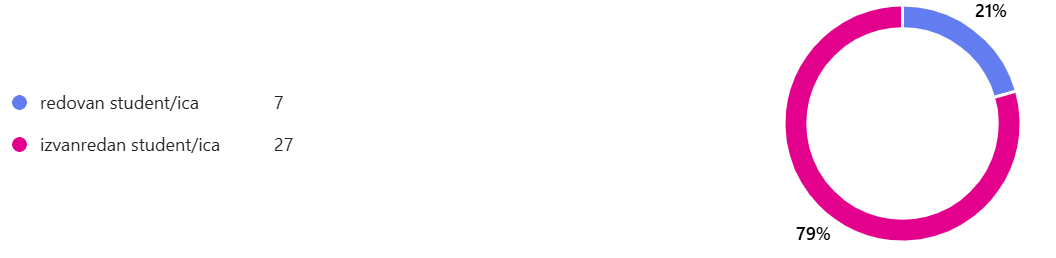 21%
redovan student/ica 7
izvanredan student/ica 27
79%